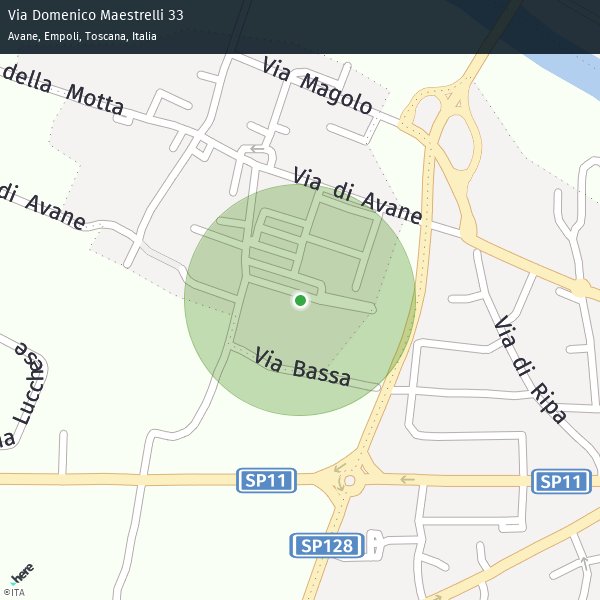 Via Domenico Maestrelli 33
Avane, Empoli, Toscana, Italia
Via Magolo
della Motta
Via di Avane
di Avane
Via di Ripa
Via Bassa
Lucchese
SP11
SP11
SP128
here
©ITA